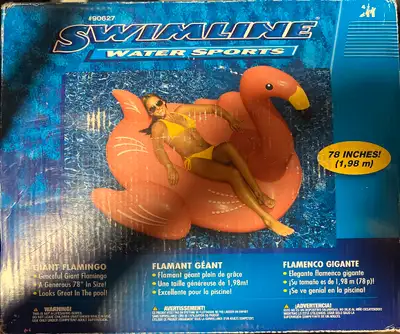 #90627
SWIMLINE
WATER SPORTS
78 INCHES!
(1,98 m)
GIANT FLAMINGO
• Graceful Giant Flamingo
• A Generous 78" in Size!
• Looks Great In The pool!
FLAMANT GÉANT
• Flamant géant plein de grâce
• Une taille généreuse de 1,98m!
• Excellente pour la piscine!
FLAMENCO GIGANTE
• Elegante flamenco gigante
• ¡Su tamaño es de 1,98 m (78 p)!
• ¡Se ve genial en la piscina!
WARNING:
¡AVERTISSEMENT!
¡ADVERTENCIA!